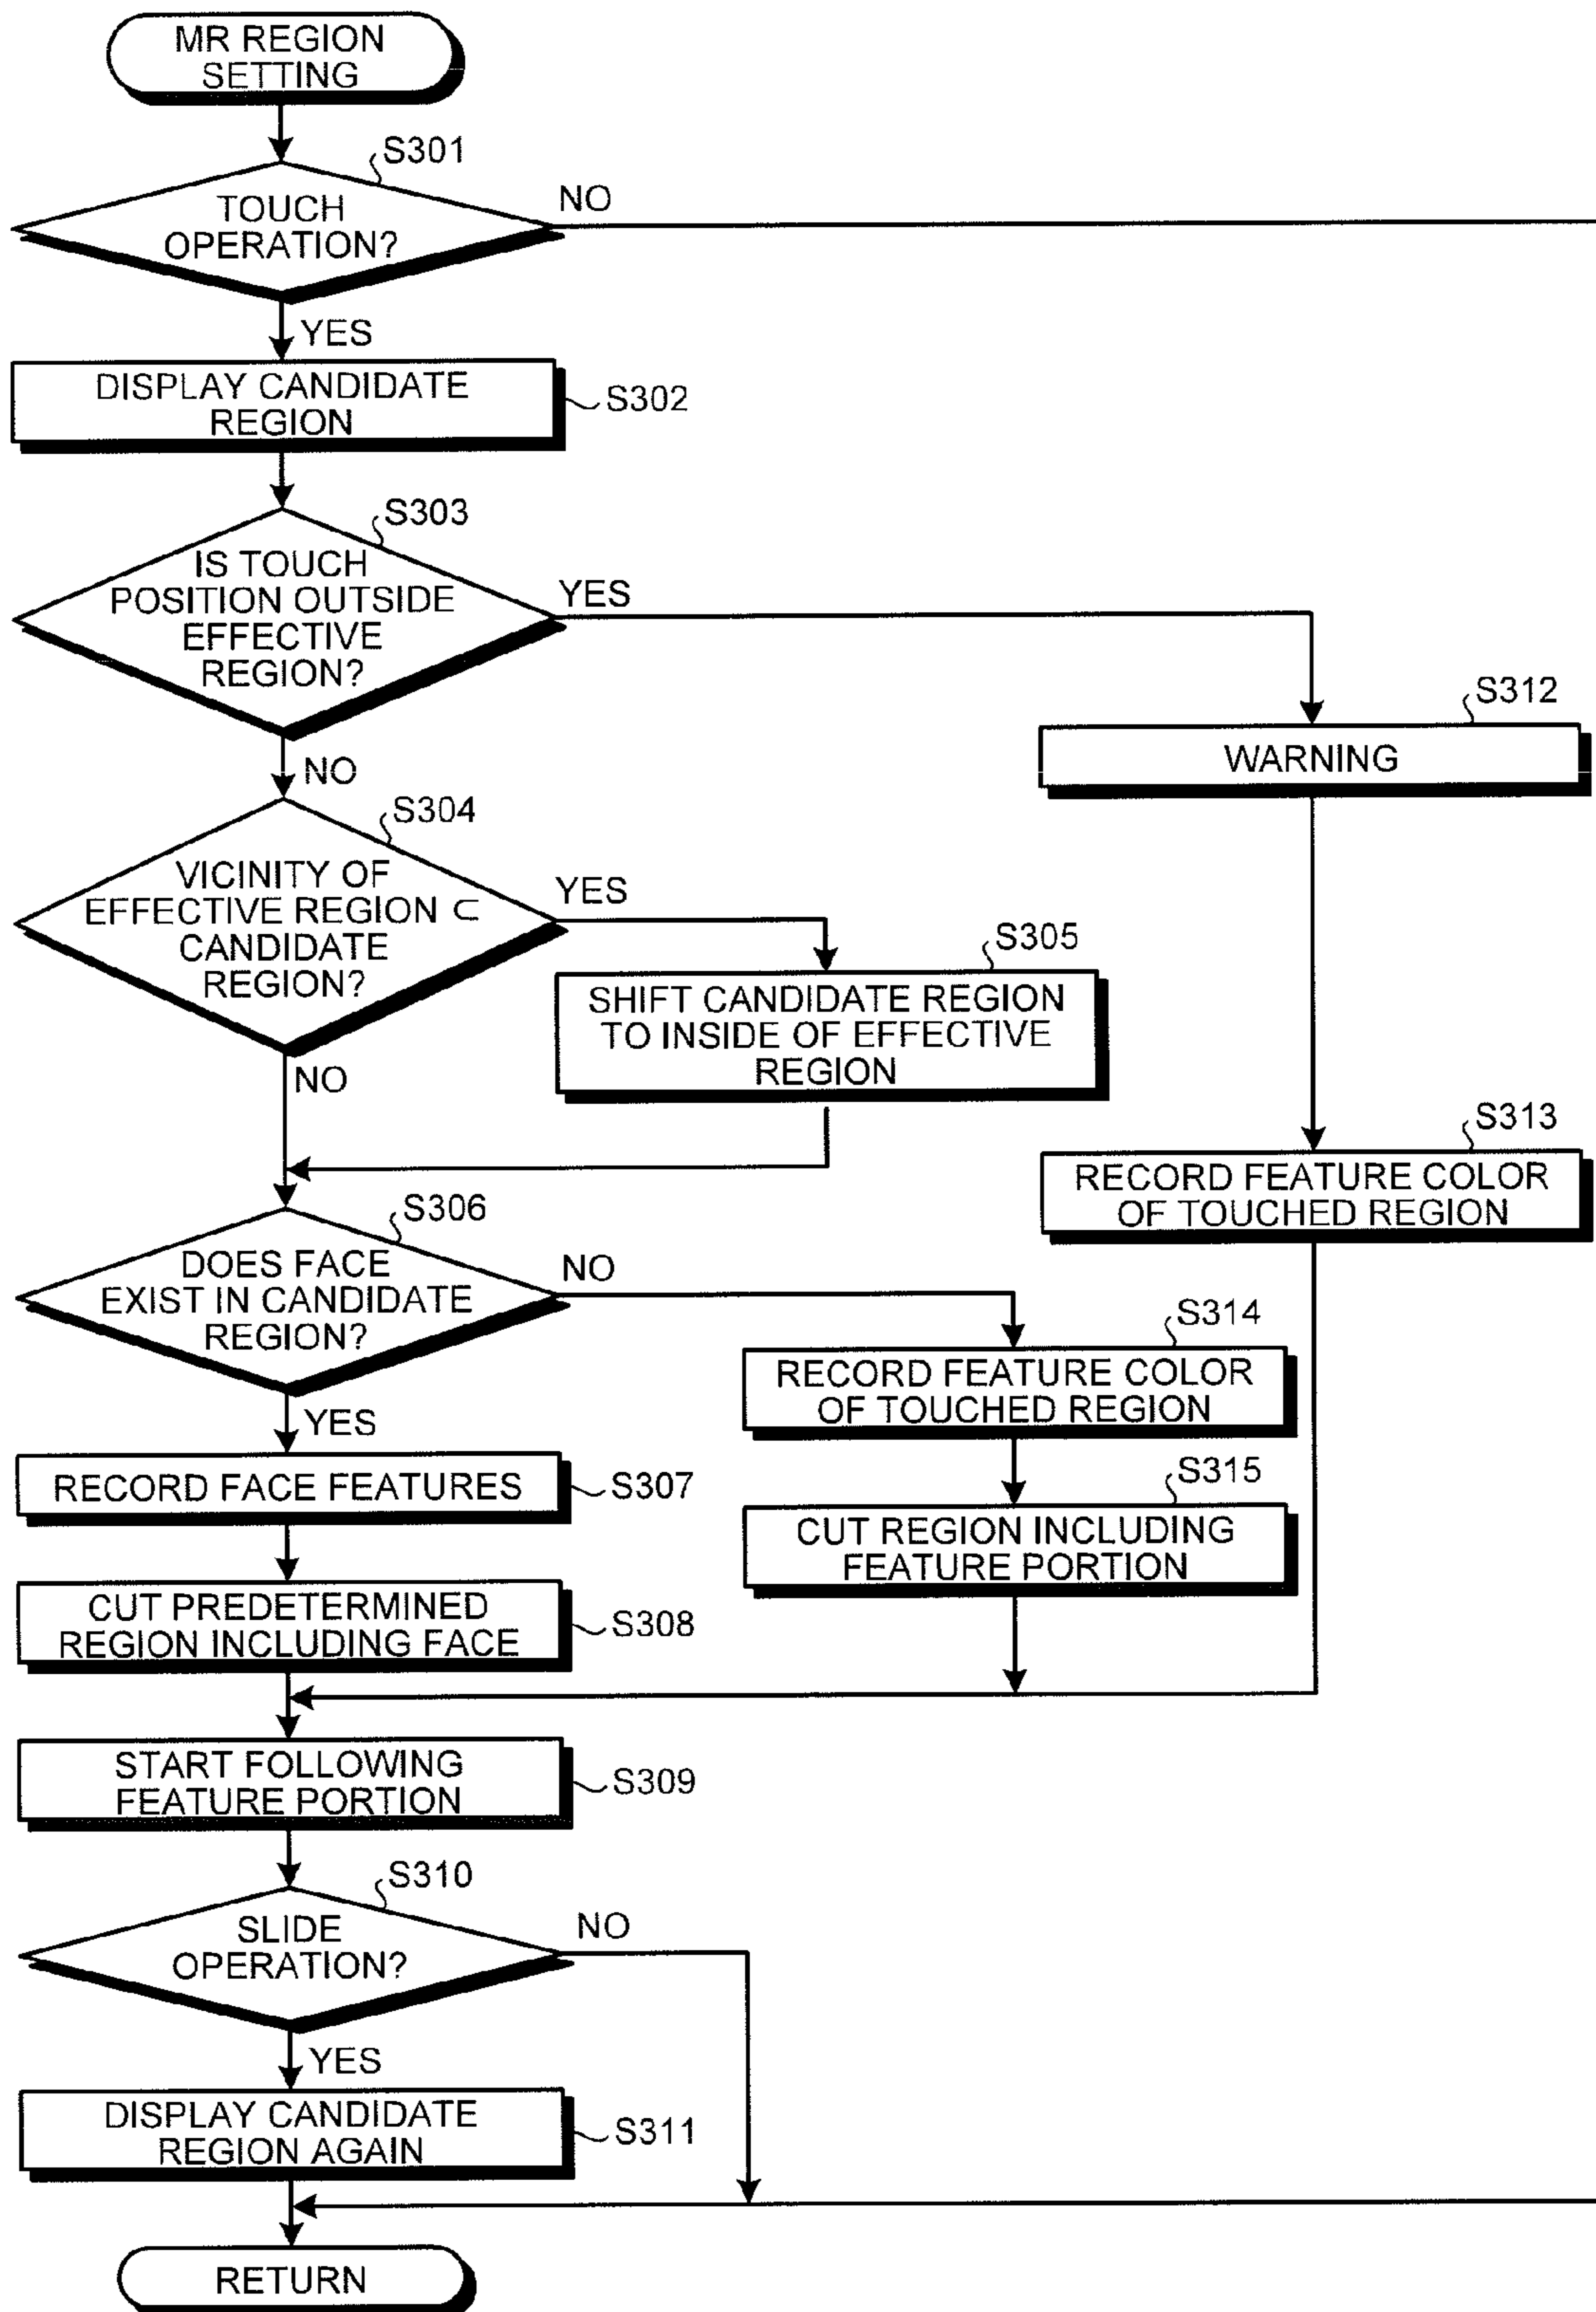 MR REGION
SETTING
S301
TOUCH
OPERATION?
NO
YES
DISPLAY CANDIDATE
REGION
S302
S303
IS TOUCH
POSITION OUTSIDE
EFFECTIVE
REGION?
YES
S312
WARNING
NO
S304
VICINITY OF
EFFECTIVE REGION ⊂
CANDIDATE
REGION?
YES
S305
SHIFT CANDIDATE REGION
TO INSIDE OF EFFECTIVE
REGION
NO
S313
RECORD FEATURE COLOR
OF TOUCHED REGION
S306
DOES FACE
EXIST IN CANDIDATE
REGION?
NO
S314
RECORD FEATURE COLOR
OF TOUCHED REGION
YES
S315
CUT REGION INCLUDING
FEATURE PORTION
RECORD FACE FEATURES
S307
CUT PREDETERMINED
REGION INCLUDING FACE
S308
START FOLLOWING
FEATURE PORTION
S309
S310
SLIDE
OPERATION?
NO
YES
DISPLAY CANDIDATE
REGION AGAIN
S311
RETURN